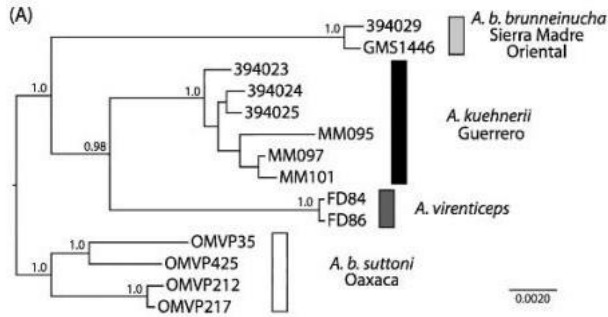 (A)
394029
1.0
GMS1446
A. b. brunneinucha
Sierra Madre
Oriental
1.0
394023
1.0
394024
394025
MM095
MM097
MM101
A. kuehnerii
Guerrero
0.98
1.0
FD84
FD86
A. virenticeps
1.0
OMVP35
OMVP425
1.0
1.0
OMVP212
OMVP217
A. b. suttoni
Oaxaca
0.0020